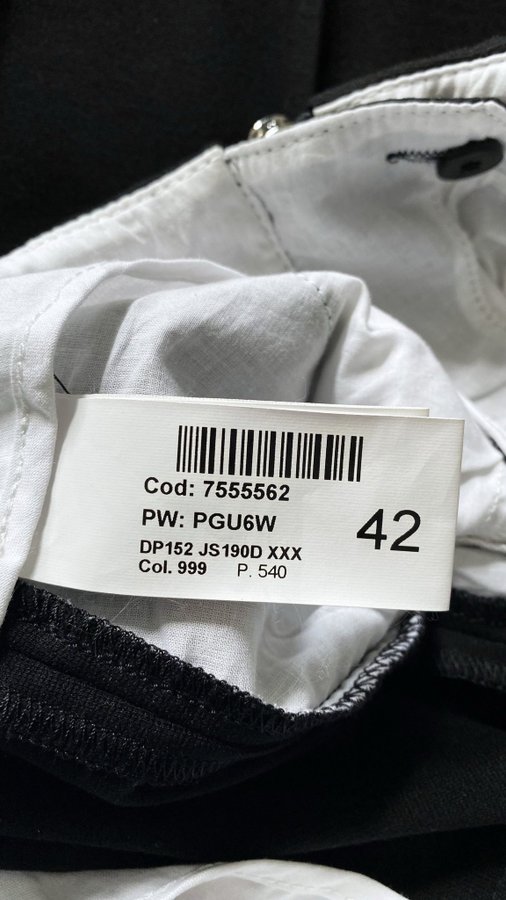 Cod: 7555562
PW: PGU6W
42
DP152 JS190D XXX
Col. 999 P. 540